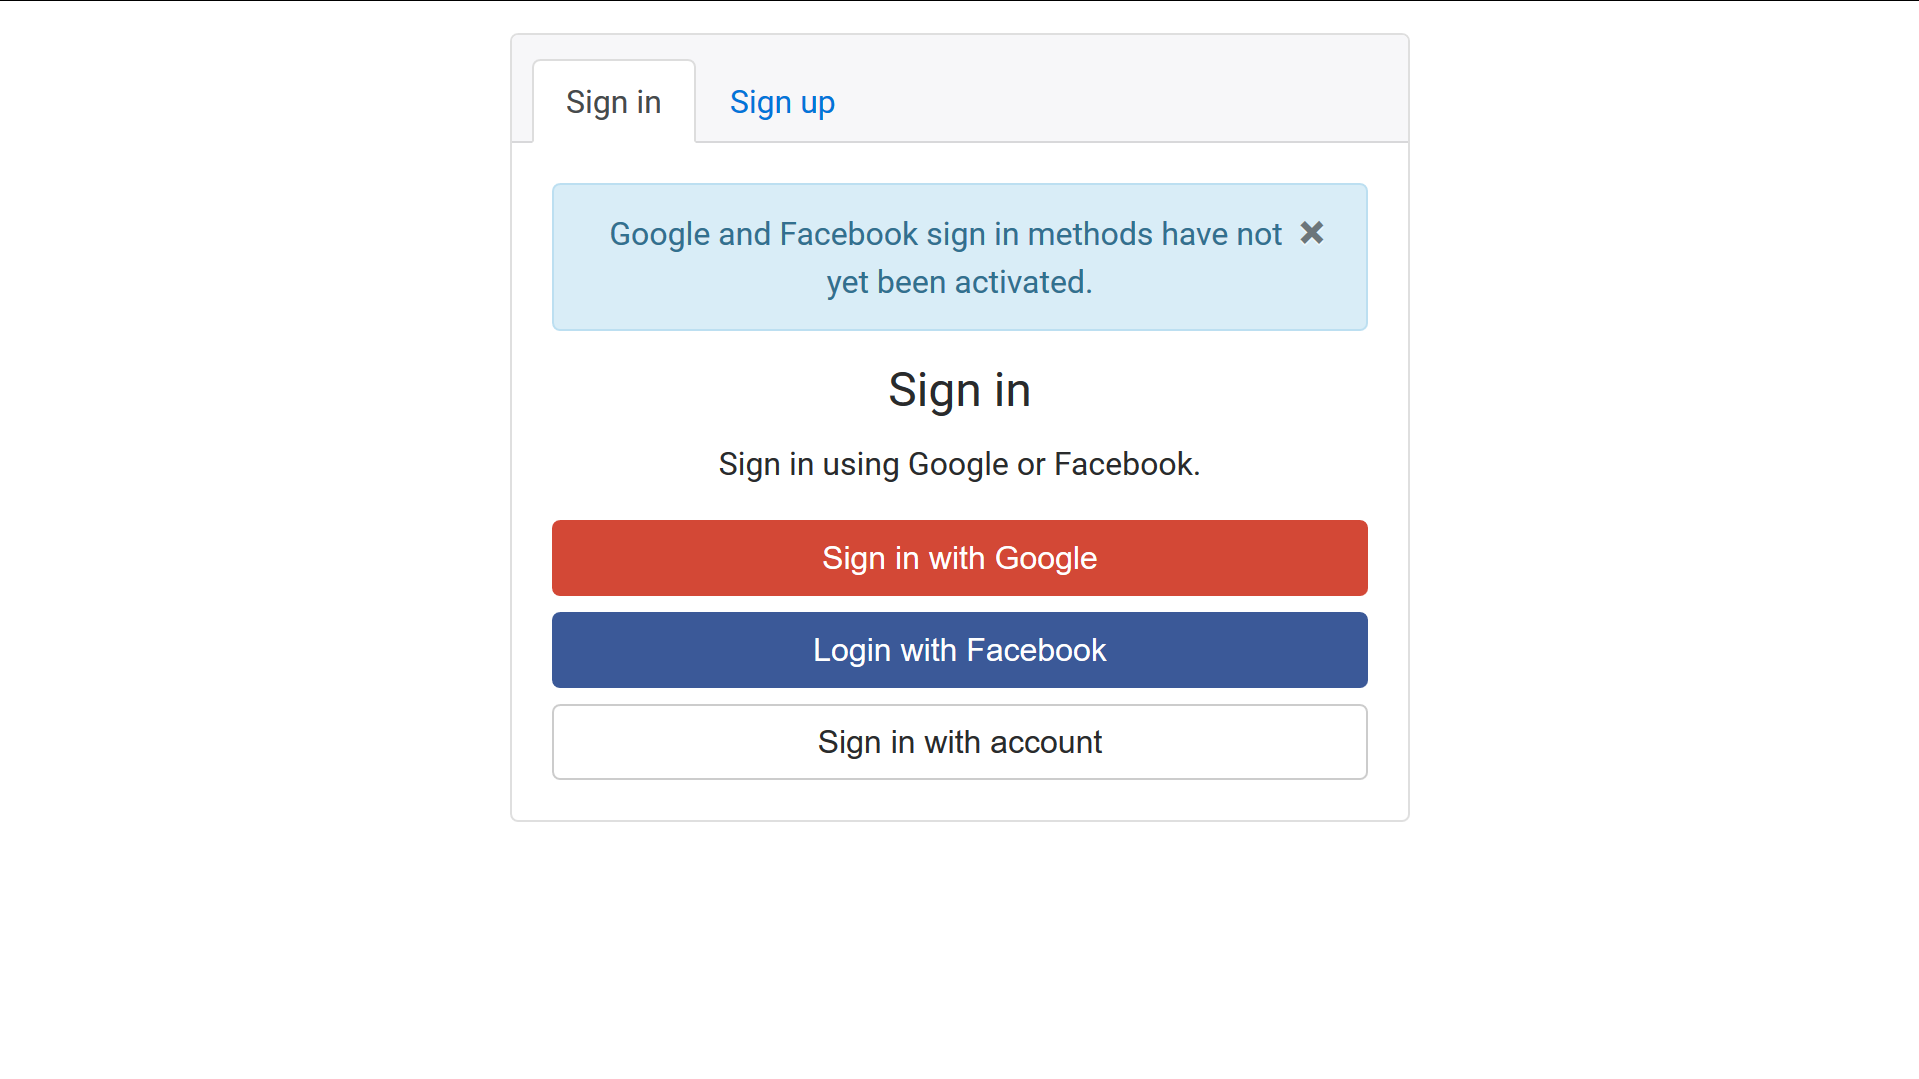 Sign in
Sign up
Google and Facebook sign in methods have not
yet been activated.
Sign in
Sign in using Google or Facebook.
Sign in with Google
Login with Facebook
Sign in with account